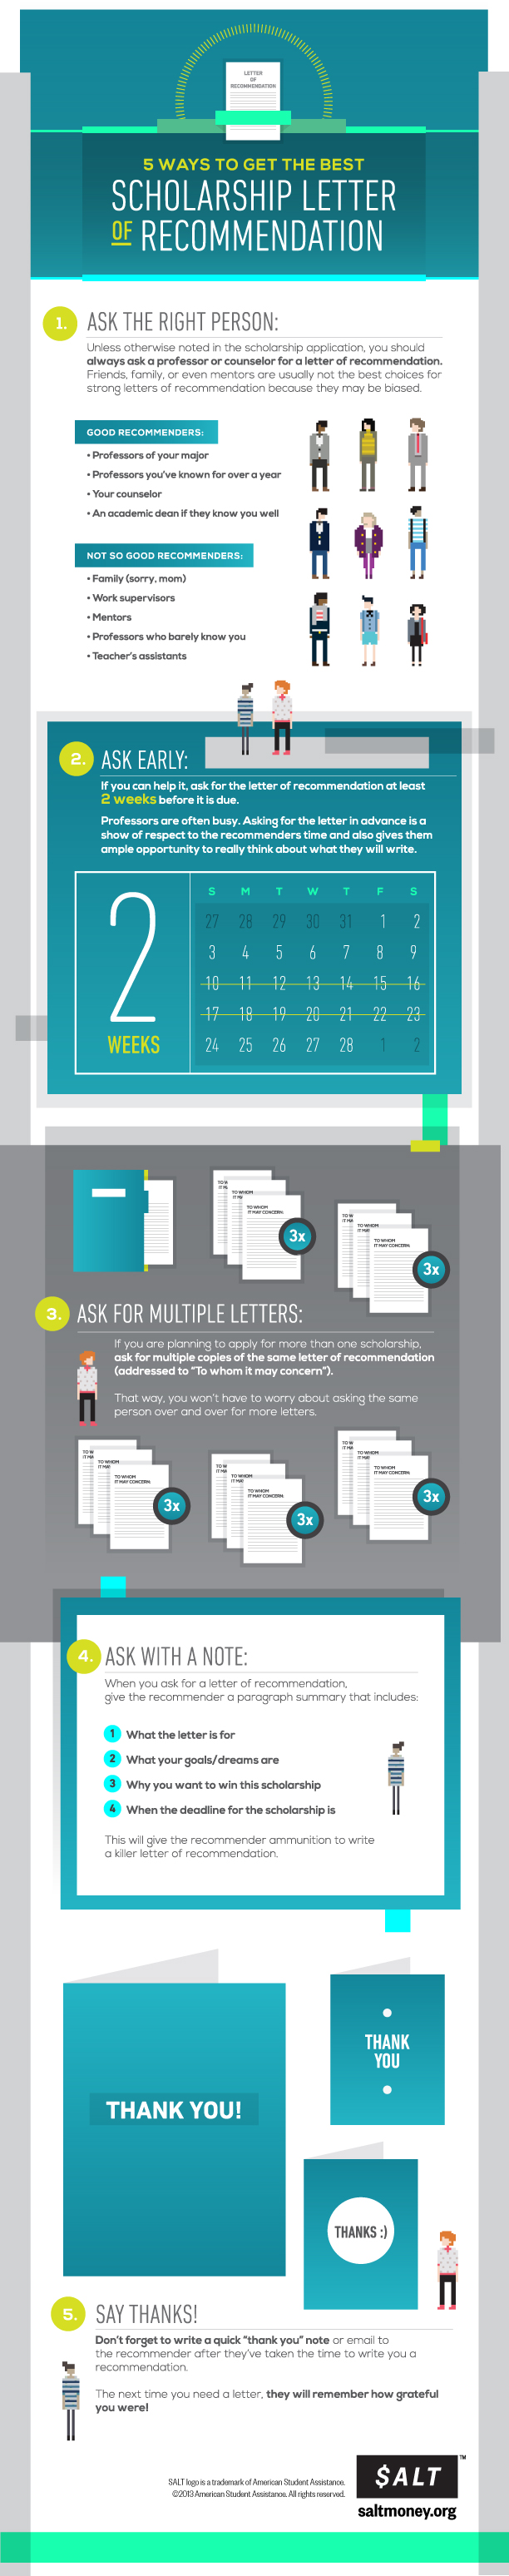 LETTER
OF
RECOMMENDATION
5 WAYS TO GET THE BEST
SCHOLARSHIP LETTER
OF RECOMMENDATION
1. ASK THE RIGHT PERSON:
Unless otherwise noted in the scholarship application, you should
always ask a professor or counselor for a letter of recommendation.
Friends, family, or even mentors are usually not the best choices for
strong letters of recommendation because they may be biased.
GOOD RECOMMENDERS:
• Professors of your major
• Professors you've known for over a year
• Your counselor
• An academic dean if they know you well
NOT SO GOOD RECOMMENDERS:
• Family (sorry, mom)
• Work supervisors
• Mentors
• Professors who barely know you
• Teacher's assistants
2. ASK EARLY:
If you can help it, ask for the letter of recommendation at least
2 weeks before it is due.
Professors are often busy. Asking for the letter in advance is a
show of respect to the recommenders time and also gives them
ample opportunity to really think about what they will write.
2
WEEKS
S M T W T F S
27 28 29 30 31 1 2
3 4 5 6 7 8 9
10 11 12 13 14 15 16
17 18 19 20 21 22 23
24 25 26 27 28 1 2
TO WHOM
IT MAY CONCERN:
3x
TO WHOM
IT MAY CONCERN:
3x
3. ASK FOR MULTIPLE LETTERS:
If you are planning to apply for more than one scholarship,
ask for multiple copies of the same letter of recommendation
(addressed to "To whom it may concern").
That way, you won't have to worry about asking the same
person over and over for more letters.
TO WHOM
IT MAY CONCERN:
3x
TO WHOM
IT MAY CONCERN:
3x
TO WHOM
IT MAY CONCERN:
3x
4. ASK WITH A NOTE:
When you ask for a letter of recommendation,
give the recommender a paragraph summary that includes:
1 What the letter is for
2 What your goals/dreams are
3 Why you want to win this scholarship
4 When the deadline for the scholarship is
This will give the recommender ammunition to write
a killer letter of recommendation.
THANK YOU!
THANK
YOU
THANKS :)
5. SAY THANKS!
Don't forget to write a quick "thank you" note or email to
the recommender after they've taken the time to write you a
recommendation.
The next time you need a letter, they will remember how grateful
you were!
SALT logo is a trademark of American Student Assistance.
©2013 American Student Assistance. All rights reserved.
$ALT™
saltmoney.org